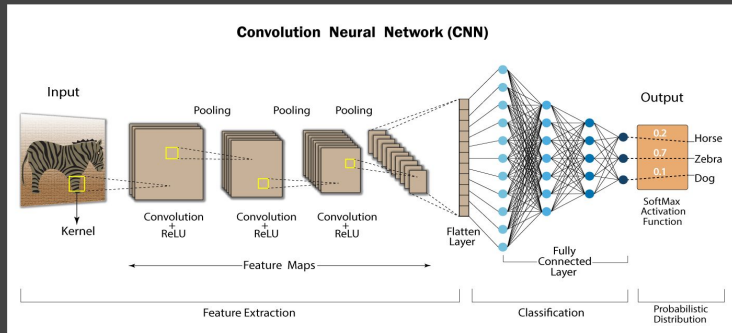 Convolution Neural Network (CNN)
Input
Output
Pooling
Pooling
Pooling
0.2
Horse
0.7
Zebra
0.1
Dog
SoftMax
Activation
Function
Kernel
Convolution
+
ReLU
Convolution
+
ReLU
Convolution
+
ReLU
Flatten
Layer
Fully
Connected
Layer
Feature Maps
Feature Extraction
Classification
Probabilistic
Distribution